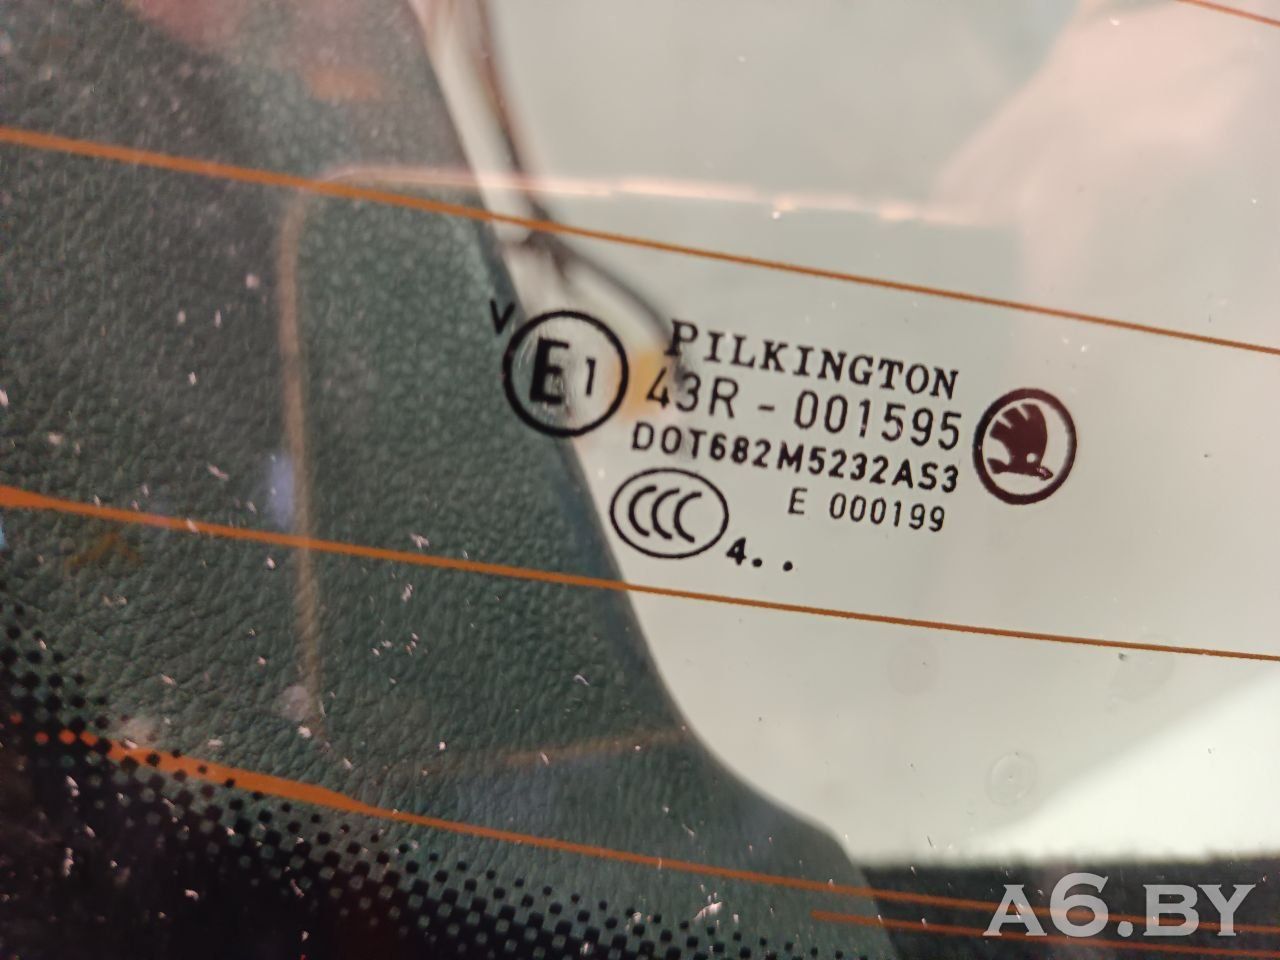 PILKINGTON
V E1 43R - 001595
DOT682M5232AS3
E 000199
CCC 4..
A6.BY